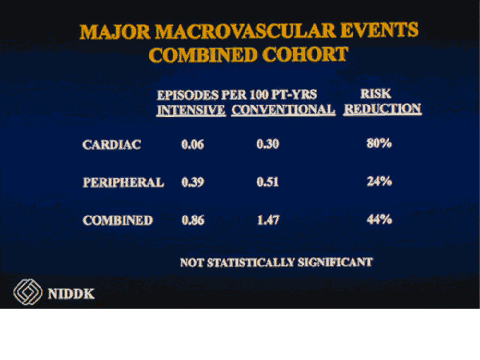 MAJOR MACROVASCULAR EVENTS
COMBINED COHORT
EPISODES PER 100 PT-YRS RISK
INTENSIVE CONVENTIONAL REDUCTION
CARDIAC 0.06 0.30 80%
PERIPHERAL 0.39 0.51 24%
COMBINED 0.86 1.47 44%
NOT STATISTICALLY SIGNIFICANT
NIDDK